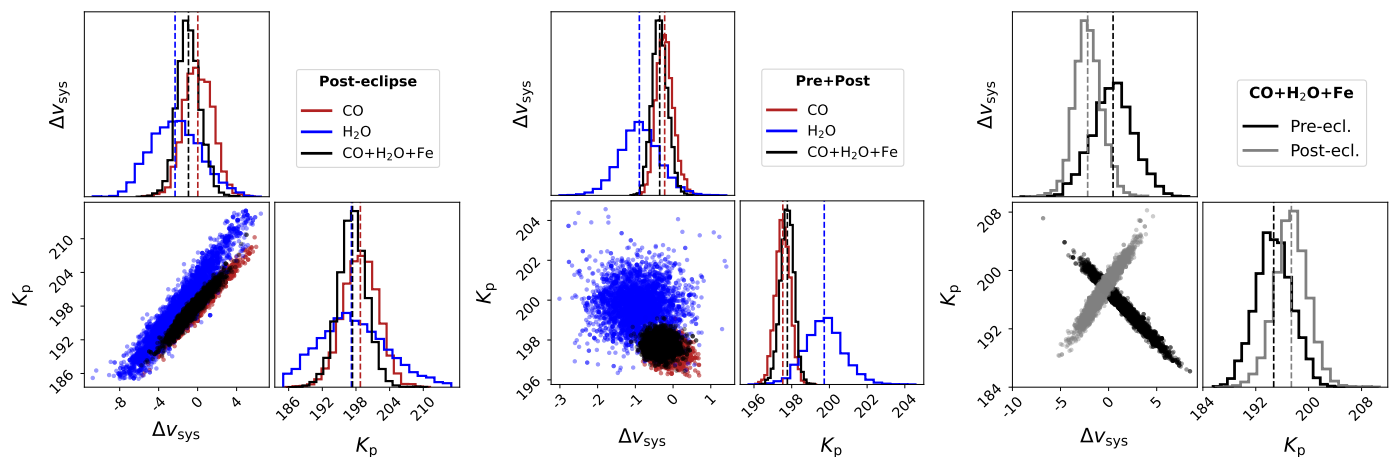 Δv_sys
Post-eclipse
CO
H₂O
CO+H₂O+Fe
K_p
210
204
198
192
186
-8 -4 0 4
Δv_sys
186 192 198 204 210
K_p
Δv_sys
Pre+Post
CO
H₂O
CO+H₂O+Fe
K_p
204
202
200
198
196
-3 -2 -1 0 1
Δv_sys
196 198 200 202 204
K_p
Δv_sys
CO+H₂O+Fe
Pre-ecl.
Post-ecl.
K_p
208
200
192
184
-10 -5 0 5
Δv_sys
184 192 200 208
K_p